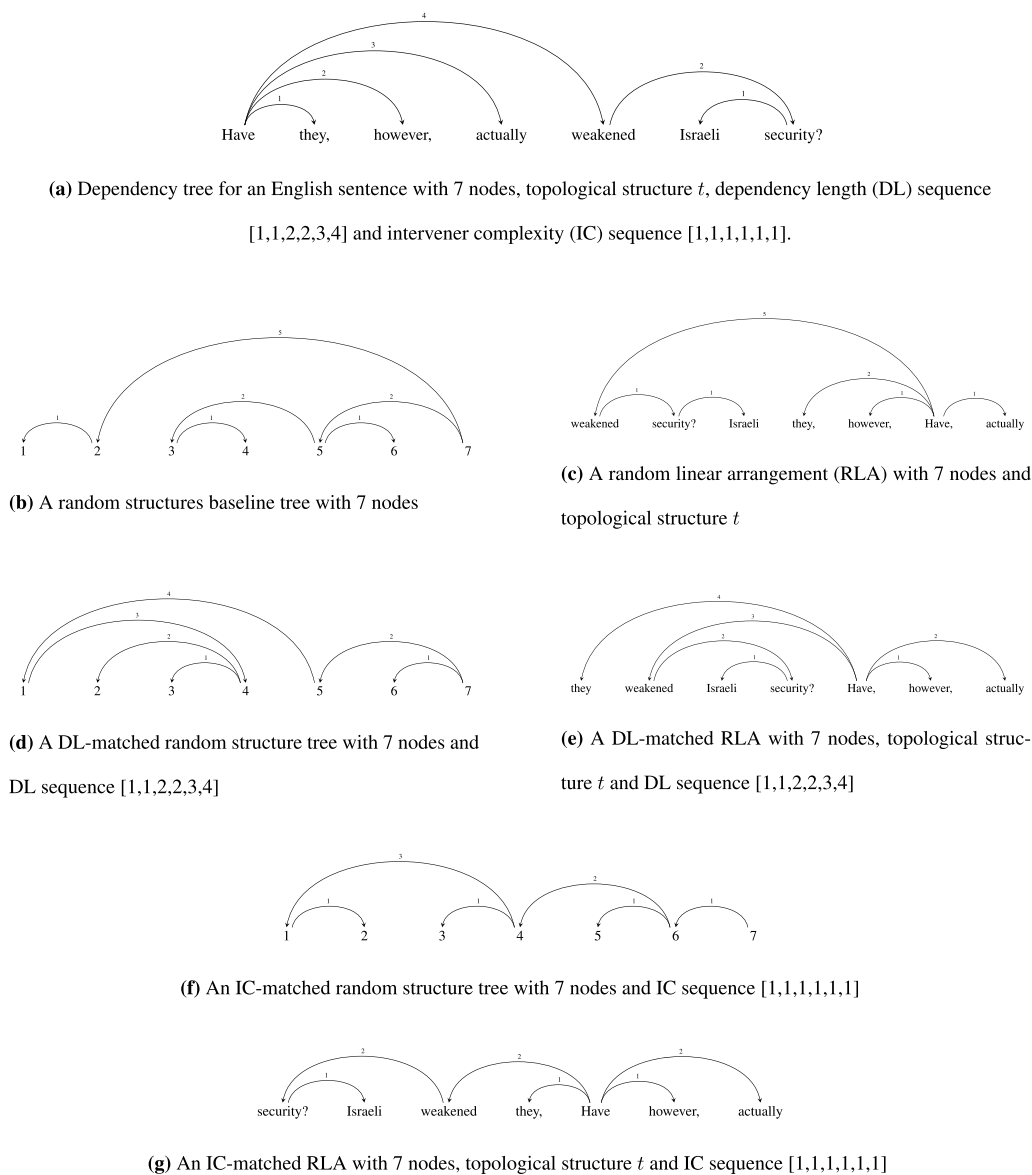 4
3
2
2
1
1
Have they, however, actually weakened Israeli security?
(a) Dependency tree for an English sentence with 7 nodes, topological structure t, dependency length (DL) sequence
[1,1,2,2,3,4] and intervener complexity (IC) sequence [1,1,1,1,1,1].
5
2
2
1
1
1
1 2 3 4 5 6 7
(b) A random structures baseline tree with 7 nodes
5
2
1
1
1
1
weakened security? Israeli they, however, Have, actually
(c) A random linear arrangement (RLA) with 7 nodes and
topological structure t
4
3
2
2
1
1
1 2 3 4 5 6 7
(d) A DL-matched random structure tree with 7 nodes and
DL sequence [1,1,2,2,3,4]
4
3
2
2
1
1
they weakened Israeli security? Have, however, actually
(e) A DL-matched RLA with 7 nodes, topological struc-
ture t and DL sequence [1,1,2,2,3,4]
3
2
1
1
1
1
1 2 3 4 5 6 7
(f) An IC-matched random structure tree with 7 nodes and IC sequence [1,1,1,1,1,1]
2
2
2
1
1
1
security? Israeli weakened they, Have however, actually
(g) An IC-matched RLA with 7 nodes, topological structure t and IC sequence [1,1,1,1,1,1]